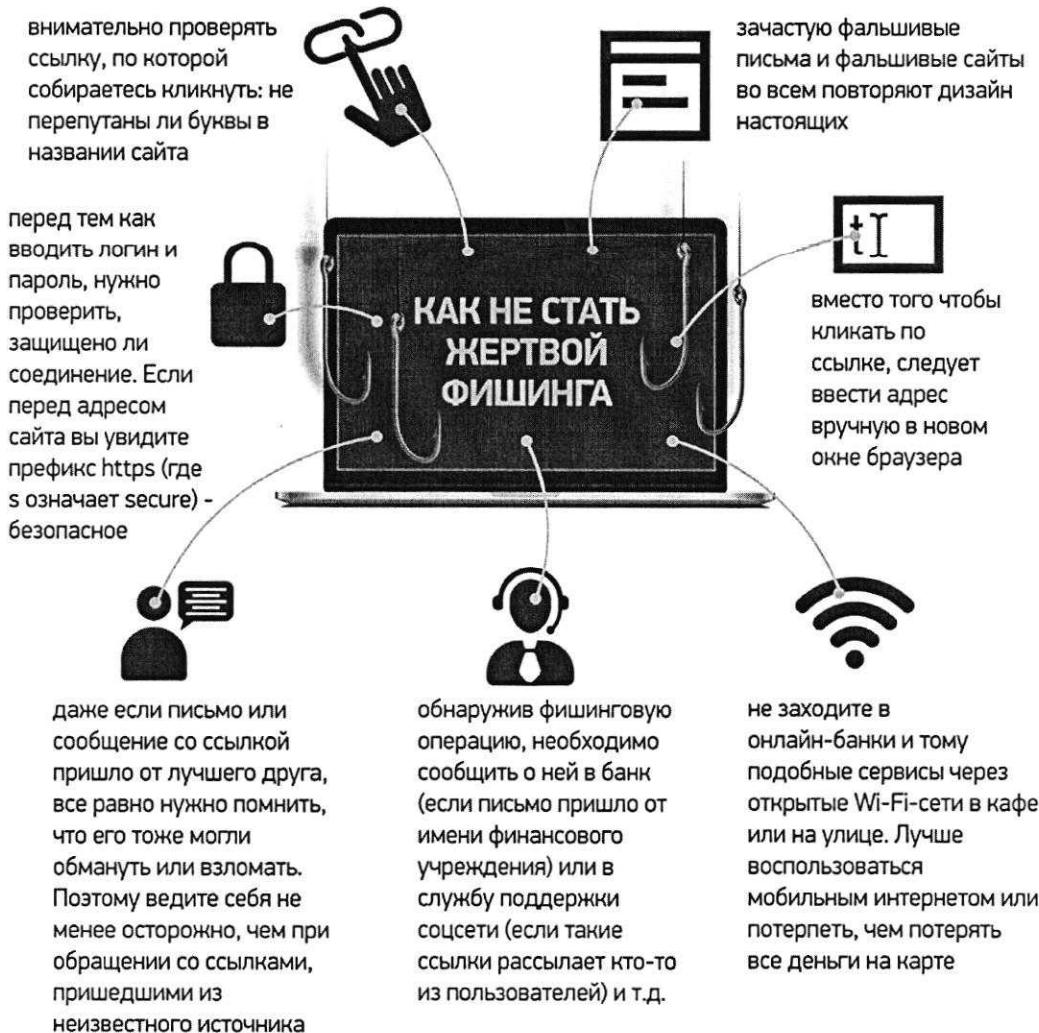 внимательно проверять
ссылку, по которой
собираетесь кликнуть: не
перепутаны ли буквы в
названии сайта
зачастую фальшивые
письма и фальшивые сайты
во всем повторяют дизайн
настоящих
перед тем как
вводить логин и
пароль, нужно
проверить,
защищено ли
соединение. Если
перед адресом
сайта вы увидите
префикс https (где
s означает secure) -
безопасное
КАК НЕ СТАТЬ
ЖЕРТВОЙ
ФИШИНГА
t
вместо того чтобы
кликать по
ссылке, следует
ввести адрес
вручную в новом
окне браузера
даже если письмо или
сообщение со ссылкой
пришло от лучшего друга,
все равно нужно помнить,
что его тоже могли
обмануть или взломать.
Поэтому ведите себя не
менее осторожно, чем при
обращении со ссылками,
пришедшими из
неизвестного источника
обнаружив фишинговую
операцию, необходимо
сообщить о ней в банк
(если письмо пришло от
имени финансового
учреждения) или в
службу поддержки
соцсети (если такие
ссылки рассылает кто-то
из пользователей) и т.д.
не заходите в
онлайн-банки и тому
подобные сервисы через
открытые Wi-Fi-сети в кафе
или на улице. Лучше
воспользоваться
мобильным интернетом или
потерпеть, чем потерять
все деньги на карте